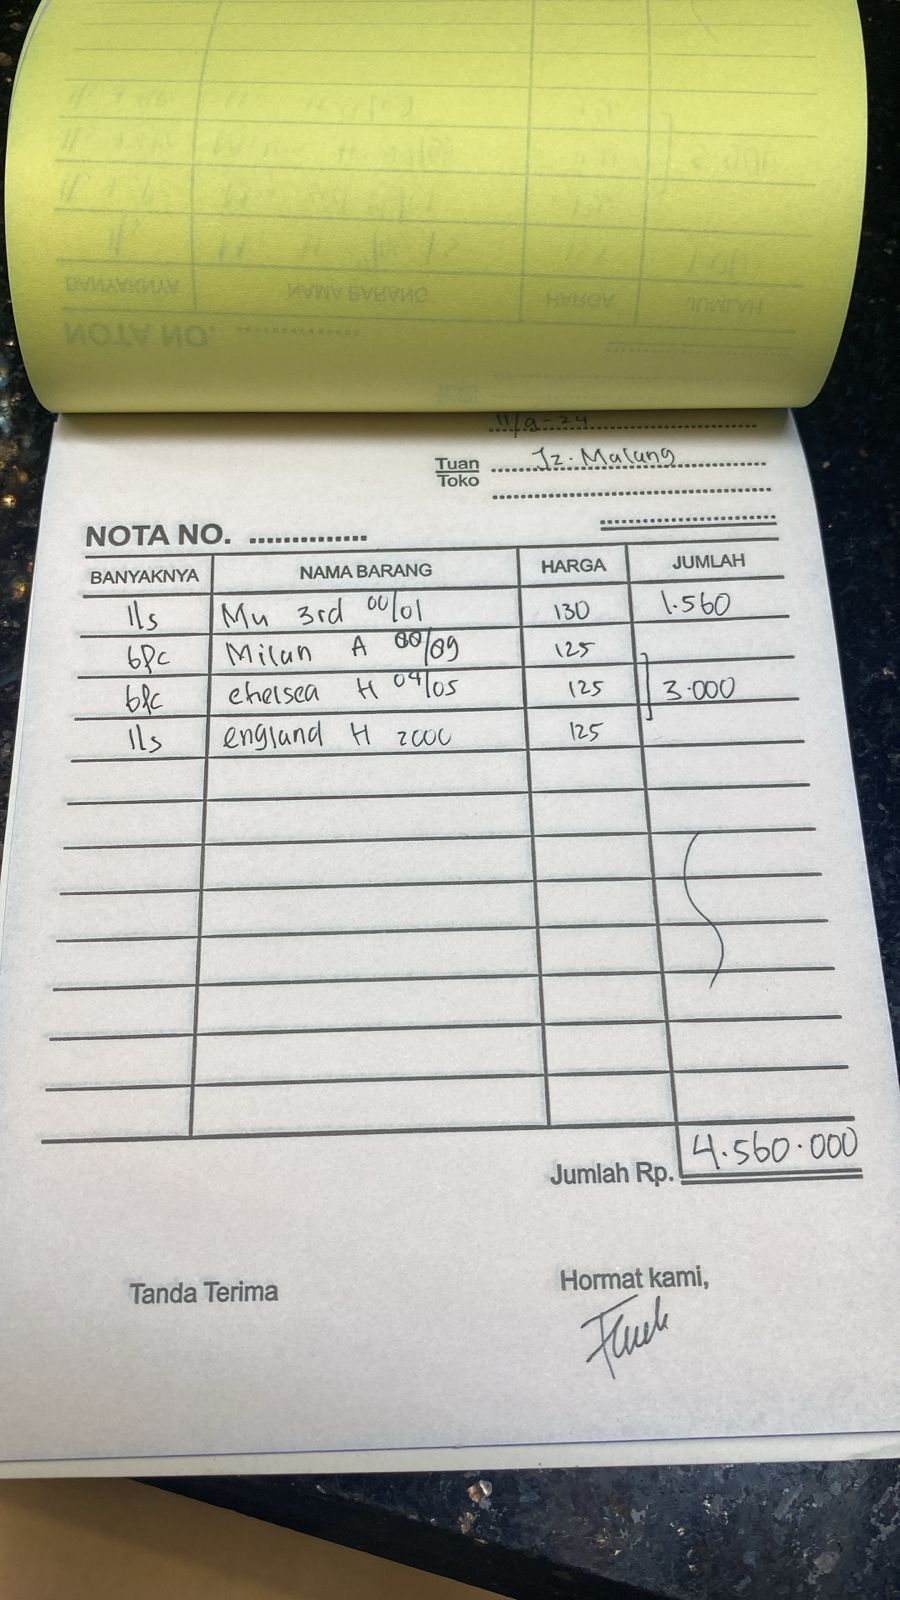 11/9-24
Tuan
Toko
Jz. Malang
NOTA NO. ...............
BANYAKNYA NAMA BARANG HARGA JUMLAH
1ls Mu 3rd 00/01 130 1.560
6Pc Milan A 08/09 125
6Pc chelsea H 04/05 125 3.000
1ls england H 2000 125
Jumlah Rp. 4.560.000
Tanda Terima Hormat kami,